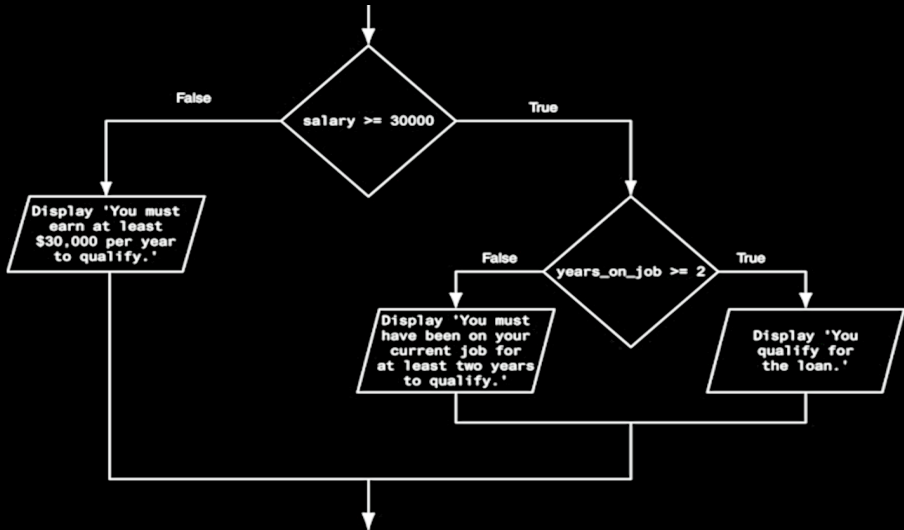 False
True
salary >= 30000
Display 'You must
earn at least
$30,000 per year
to qualify.'
False
True
years_on_job >= 2
Display 'You must
have been on your
current job for
at least two years
to qualify.'
Display 'You
qualify for
the loan.'